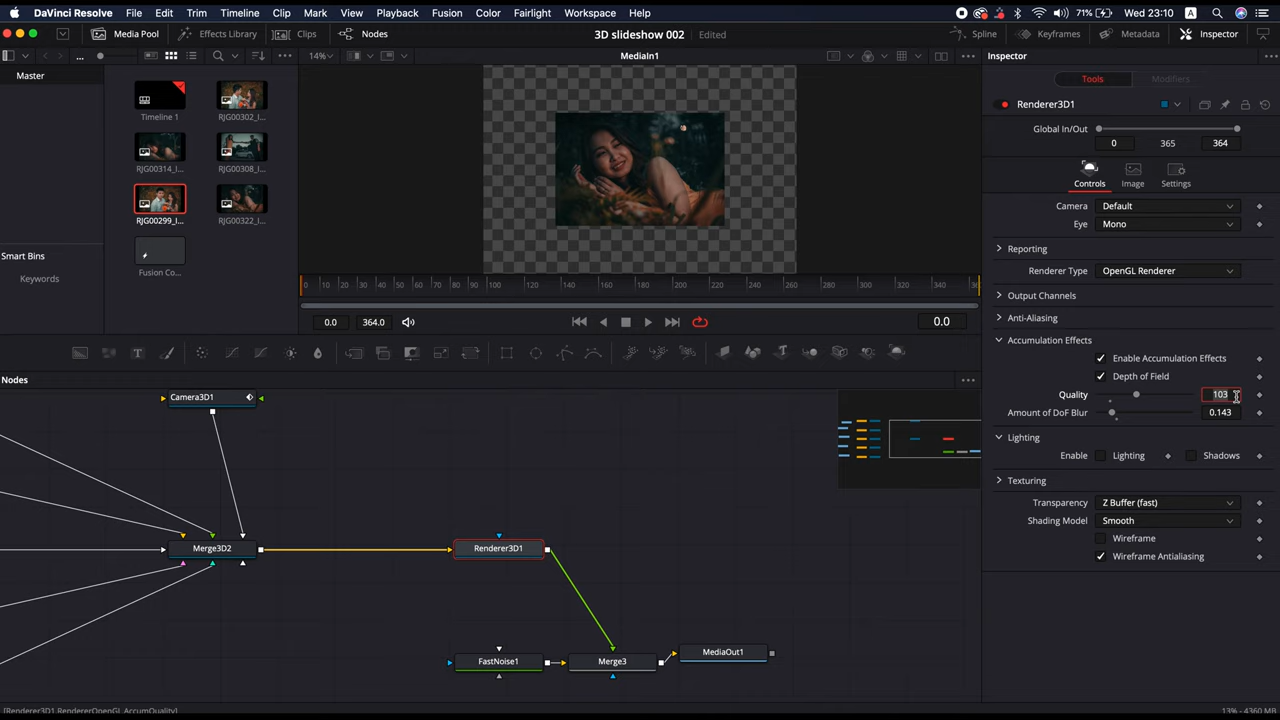 DaVinci Resolve File Edit Trim Timeline Clip Mark View Playback Fusion Color Fairlight Workspace Help 71% Wed 23:10 A
Media Pool Effects Library Clips Nodes 3D slideshow 002 Edited Spline Keyframes Metadata Inspector
... 14% MediaIn1 Inspector
Master
Tools Modifiers
Renderer3D1
Timeline 1 RJG00302_I...
Global In/Out
0 365 364
RJG00314_I... RJG00308_I...
Controls Image Settings
Camera Default
RJG00299_I... RJG00322_I...
Eye Mono
Reporting
Smart Bins
Keywords
Fusion Co...
Renderer Type OpenGL Renderer
0 10 20 30 40 50 60 70 80 90 100 120 140 160 180 200 220 240 260 280 300 320 340 36
Output Channels
0.0 364.0 0.0
Anti-Aliasing
Accumulation Effects
Enable Accumulation Effects
Nodes
Depth of Field
Quality 103
Camera3D1
Amount of DoF Blur 0.143
Lighting
Enable Lighting Shadows
Texturing
Transparency Z Buffer (fast)
Shading Model Smooth
Wireframe
Merge3D2 Renderer3D1
Wireframe Antialiasing
FastNoise1 Merge3 MediaOut1
[Renderer3D1 RendererOpenGL.AccumQuality] 13% - 4360 MB